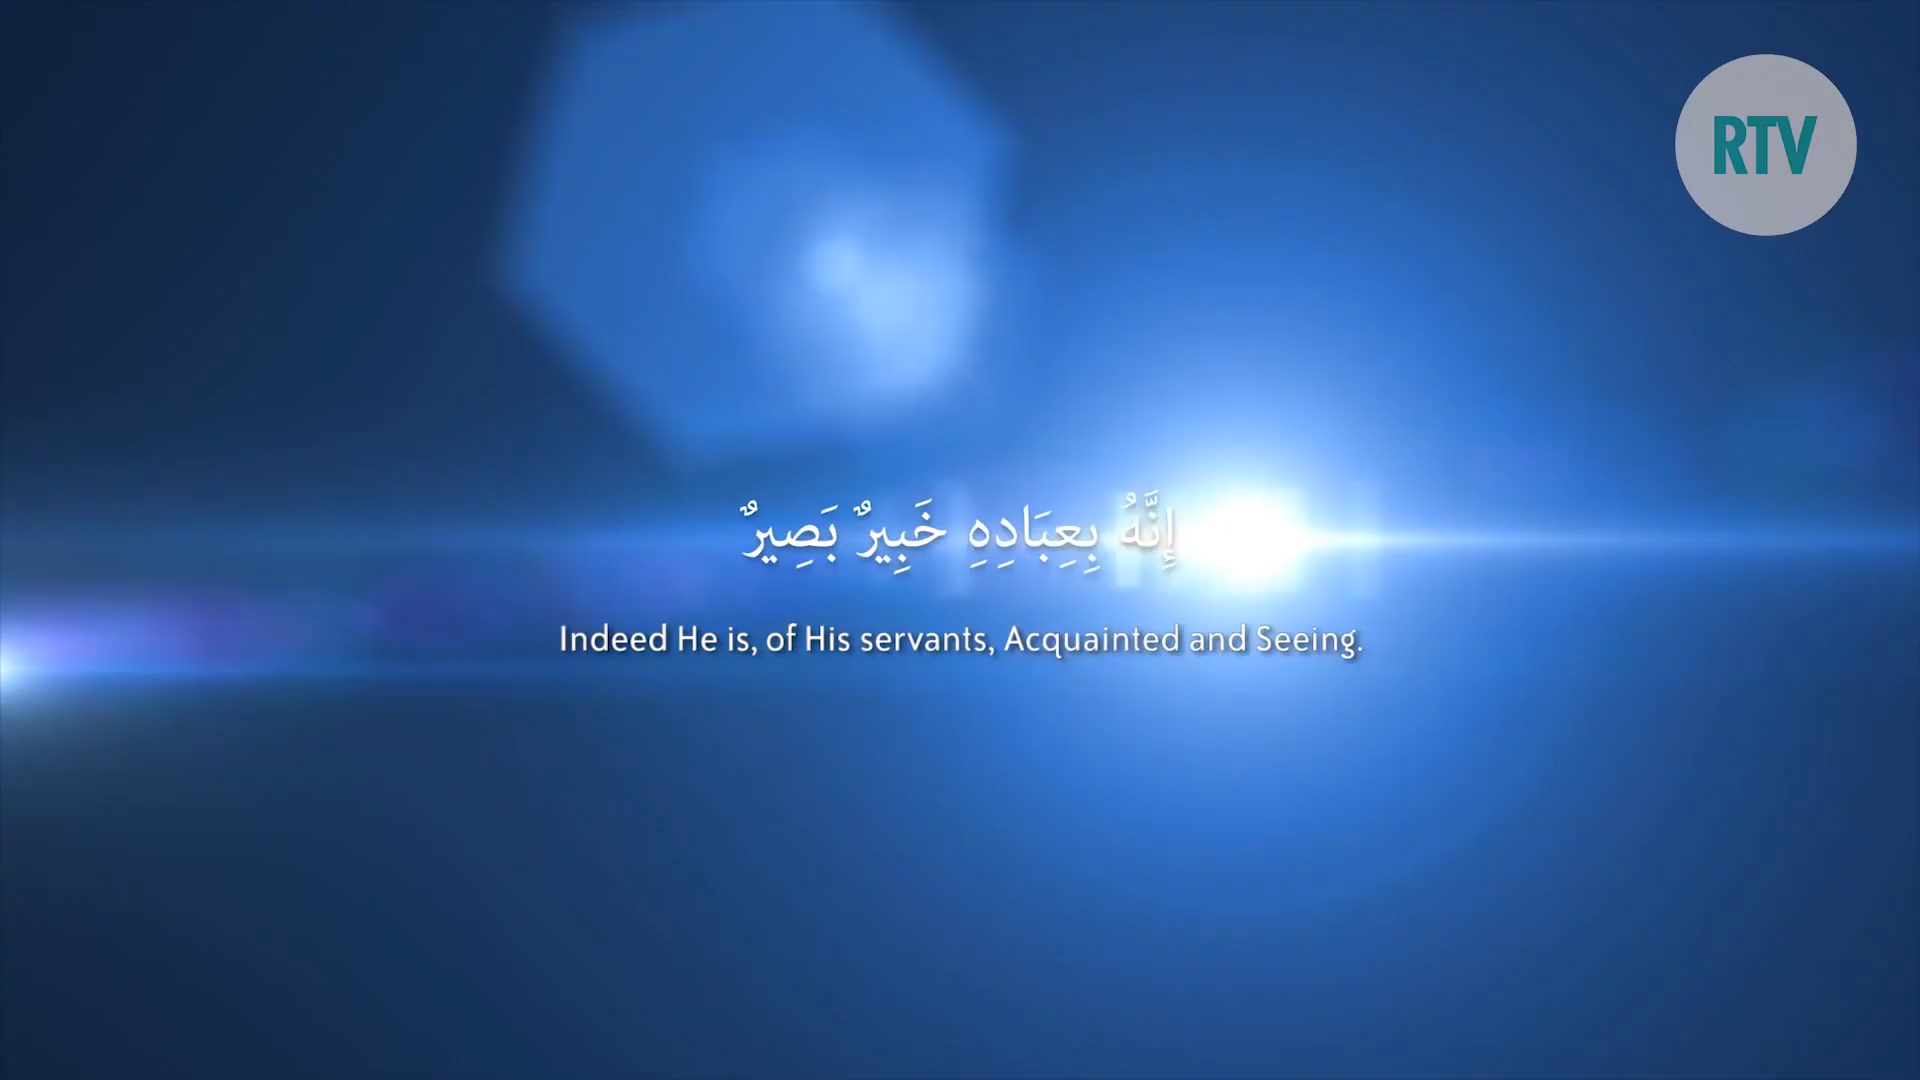 RTV
إِنَّهُ بِعِبَادِهِ خَبِيرٌ بَصِيرٌ
Indeed He is, of His servants, Acquainted and Seeing.